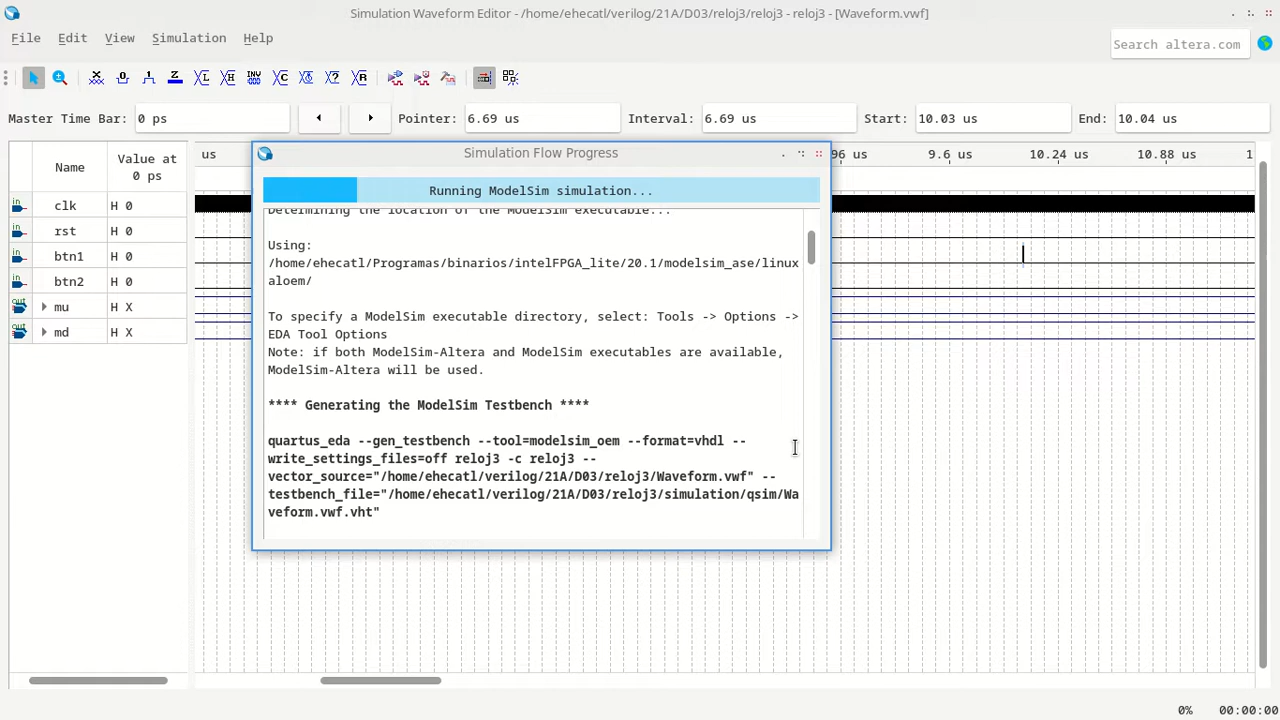 Simulation Waveform Editor - /home/ehecatl/verilog/21A/D03/reloj3/reloj3 - reloj3 - [Waveform.vwf]
File Edit View Simulation Help
Search altera.com
Master Time Bar: 0 ps Pointer: 6.69 us Interval: 6.69 us Start: 10.03 us End: 10.04 us
Name
Value at
0 ps
us
96 us 9.6 us 10.24 us 10.88 us 1
clk H 0
rst H 0
btn1 H 0
btn2 H 0
mu H X
md H X
Simulation Flow Progress
Running ModelSim simulation...
Determining the location of the ModelSim executable...
Using:
/home/ehecatl/Programas/binarios/intelFPGA_lite/20.1/modelsim_ase/linux
aloem/
To specify a ModelSim executable directory, select: Tools -> Options ->
EDA Tool Options
Note: if both ModelSim-Altera and ModelSim executables are available,
ModelSim-Altera will be used.
**** Generating the ModelSim Testbench ****
quartus_eda --gen_testbench --tool=modelsim_oem --format=vhdl --
write_settings_files=off reloj3 -c reloj3 --
vector_source="/home/ehecatl/verilog/21A/D03/reloj3/Waveform.vwf" --
testbench_file="/home/ehecatl/verilog/21A/D03/reloj3/simulation/qsim/Wa
veform.vwf.vht"
0% 00:00:00